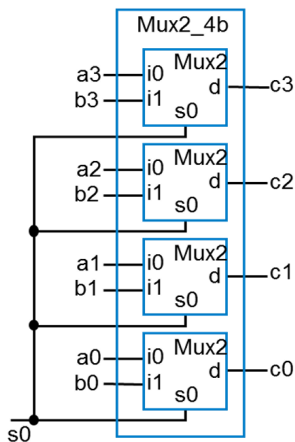 Mux2_4b
Mux2
a3 i0 d c3
b3 i1
s0
Mux2
a2 i0 d c2
b2 i1
s0
Mux2
a1 i0 d c1
b1 i1
s0
Mux2
a0 i0 d c0
b0 i1
s0
s0